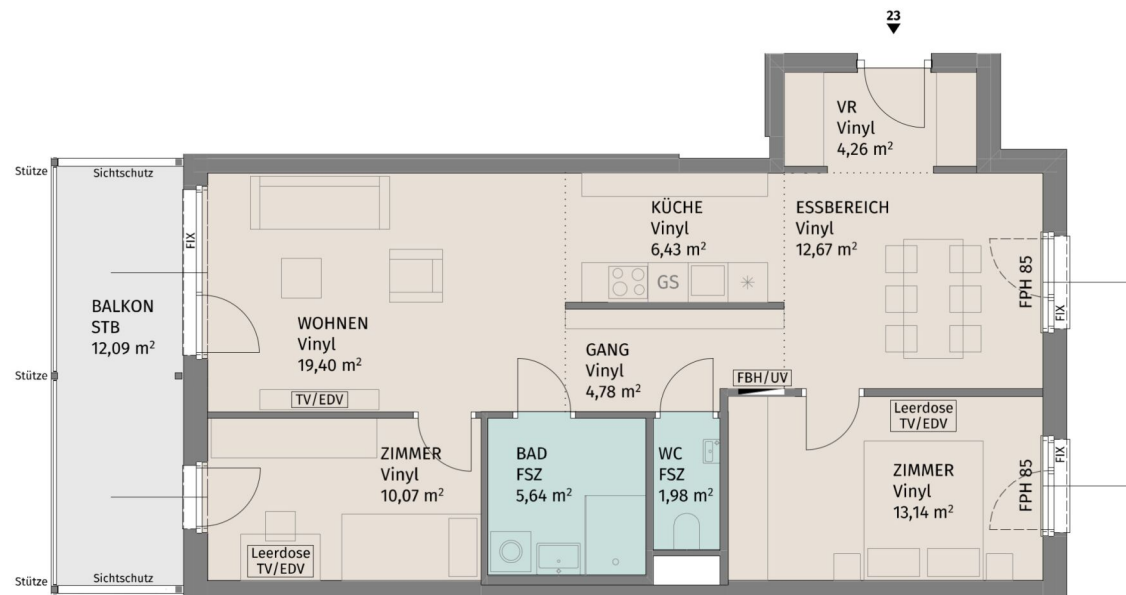 23
VR
Vinyl
4,26 m²
Stütze
Sichtschutz
FIX
KÜCHE
Vinyl
6,43 m²
ESSBEREICH
Vinyl
12,67 m²
GS
FPH 85
FIX
BALKON
STB
12,09 m²
WOHNEN
Vinyl
19,40 m²
GANG
Vinyl
4,78 m²
Stütze
FBH/UV
TV/EDV
Leerdose
TV/EDV
ZIMMER
Vinyl
10,07 m²
BAD
FSZ
5,64 m²
WC
FSZ
1,98 m²
ZIMMER
Vinyl
13,14 m²
FPH 85
FIX
Leerdose
TV/EDV
Stütze
Sichtschutz